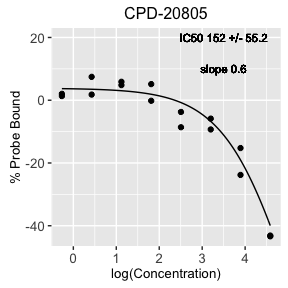 CPD-20805
IC50 152 +/- 55.2
slope 0.6
20
0
-20
-40
% Probe Bound
0 1 2 3 4
log(Concentration)